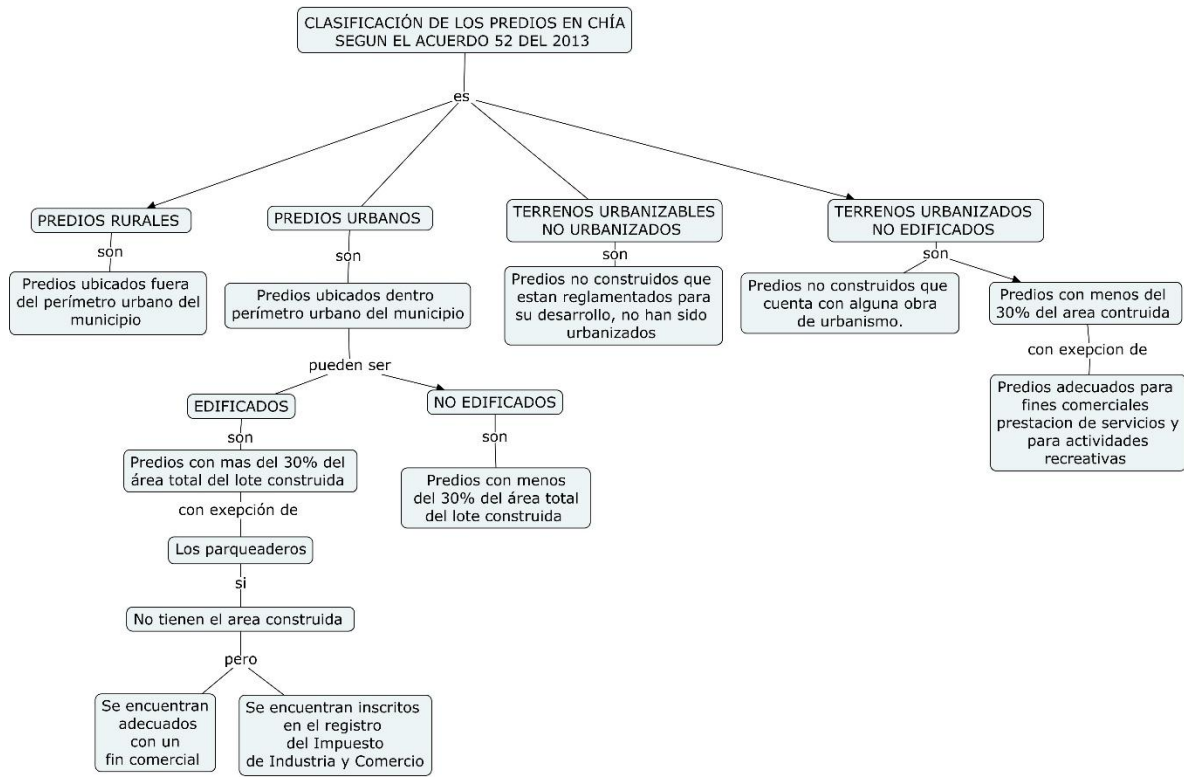 CLASIFICACIÓN DE LOS PREDIOS EN CHÍA
SEGUN EL ACUERDO 52 DEL 2013
es
PREDIOS RURALES
son
Predios ubicados fuera
del perímetro urbano del
municipio
PREDIOS URBANOS
son
Predios ubicados dentro
perímetro urbano del municipio
pueden ser
EDIFICADOS
son
Predios con mas del 30% del
área total del lote construida
con exepción de
Los parqueaderos
si
No tienen el area construida
pero
Se encuentran
adecuados
con un
fin comercial
Se encuentran inscritos
en el registro
del Impuesto
de Industria y Comercio
NO EDIFICADOS
son
Predios con menos
del 30% del área total
del lote construida
TERRENOS URBANIZABLES
NO URBANIZADOS
son
Predios no construidos que
estan reglamentados para
su desarrollo, no han sido
urbanizados
TERRENOS URBANIZADOS
NO EDIFICADOS
son
Predios no construidos que
cuenta con alguna obra
de urbanismo.
Predios con menos del
30% del area contruida
con exepcion de
Predios adecuados para
fines comerciales
prestacion de servicios y
para actividades
recreativas